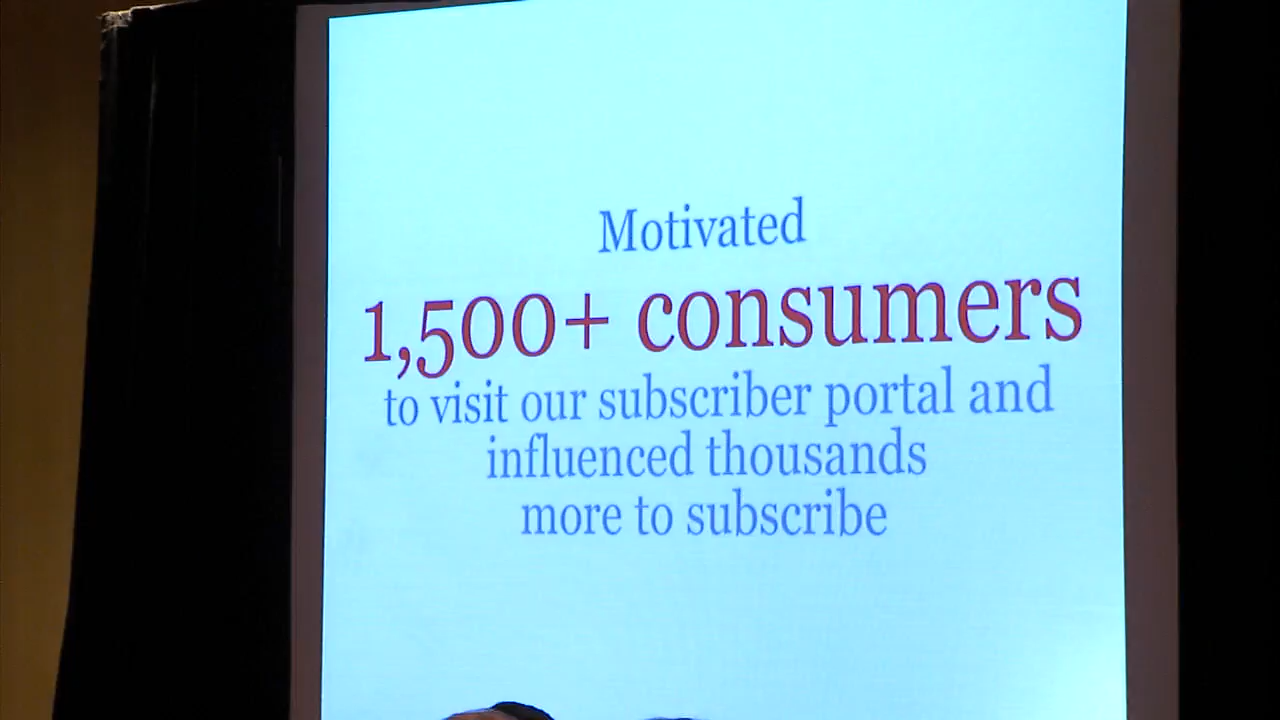 Motivated
1,500+ consumers
to visit our subscriber portal and
influenced thousands
more to subscribe